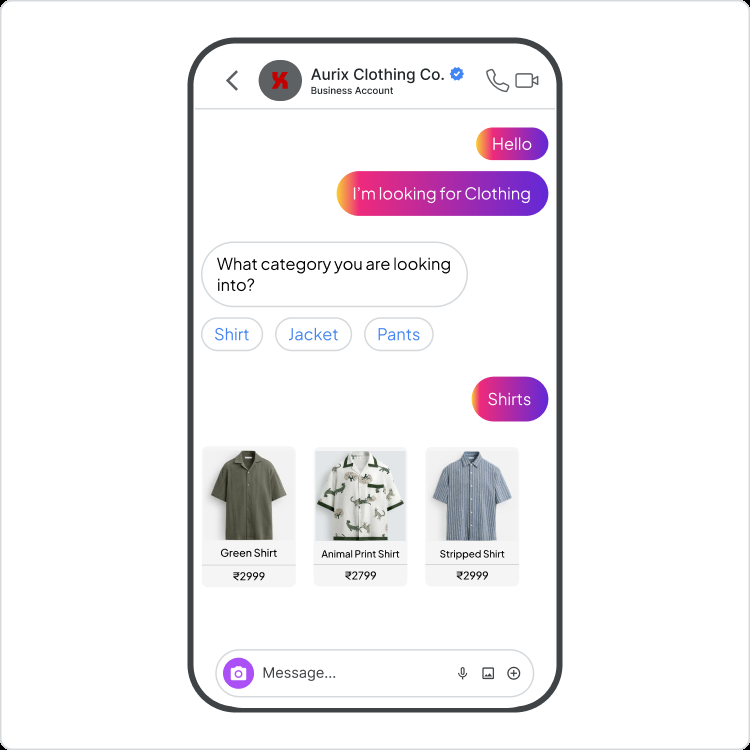 Aurix Clothing Co.
Business Account
Hello
I'm looking for Clothing
What category you are looking
into?
Shirt Jacket Pants
Shirts
Green Shirt Animal Print Shirt Stripped Shirt
₹2999 ₹2799 ₹2999
Message...